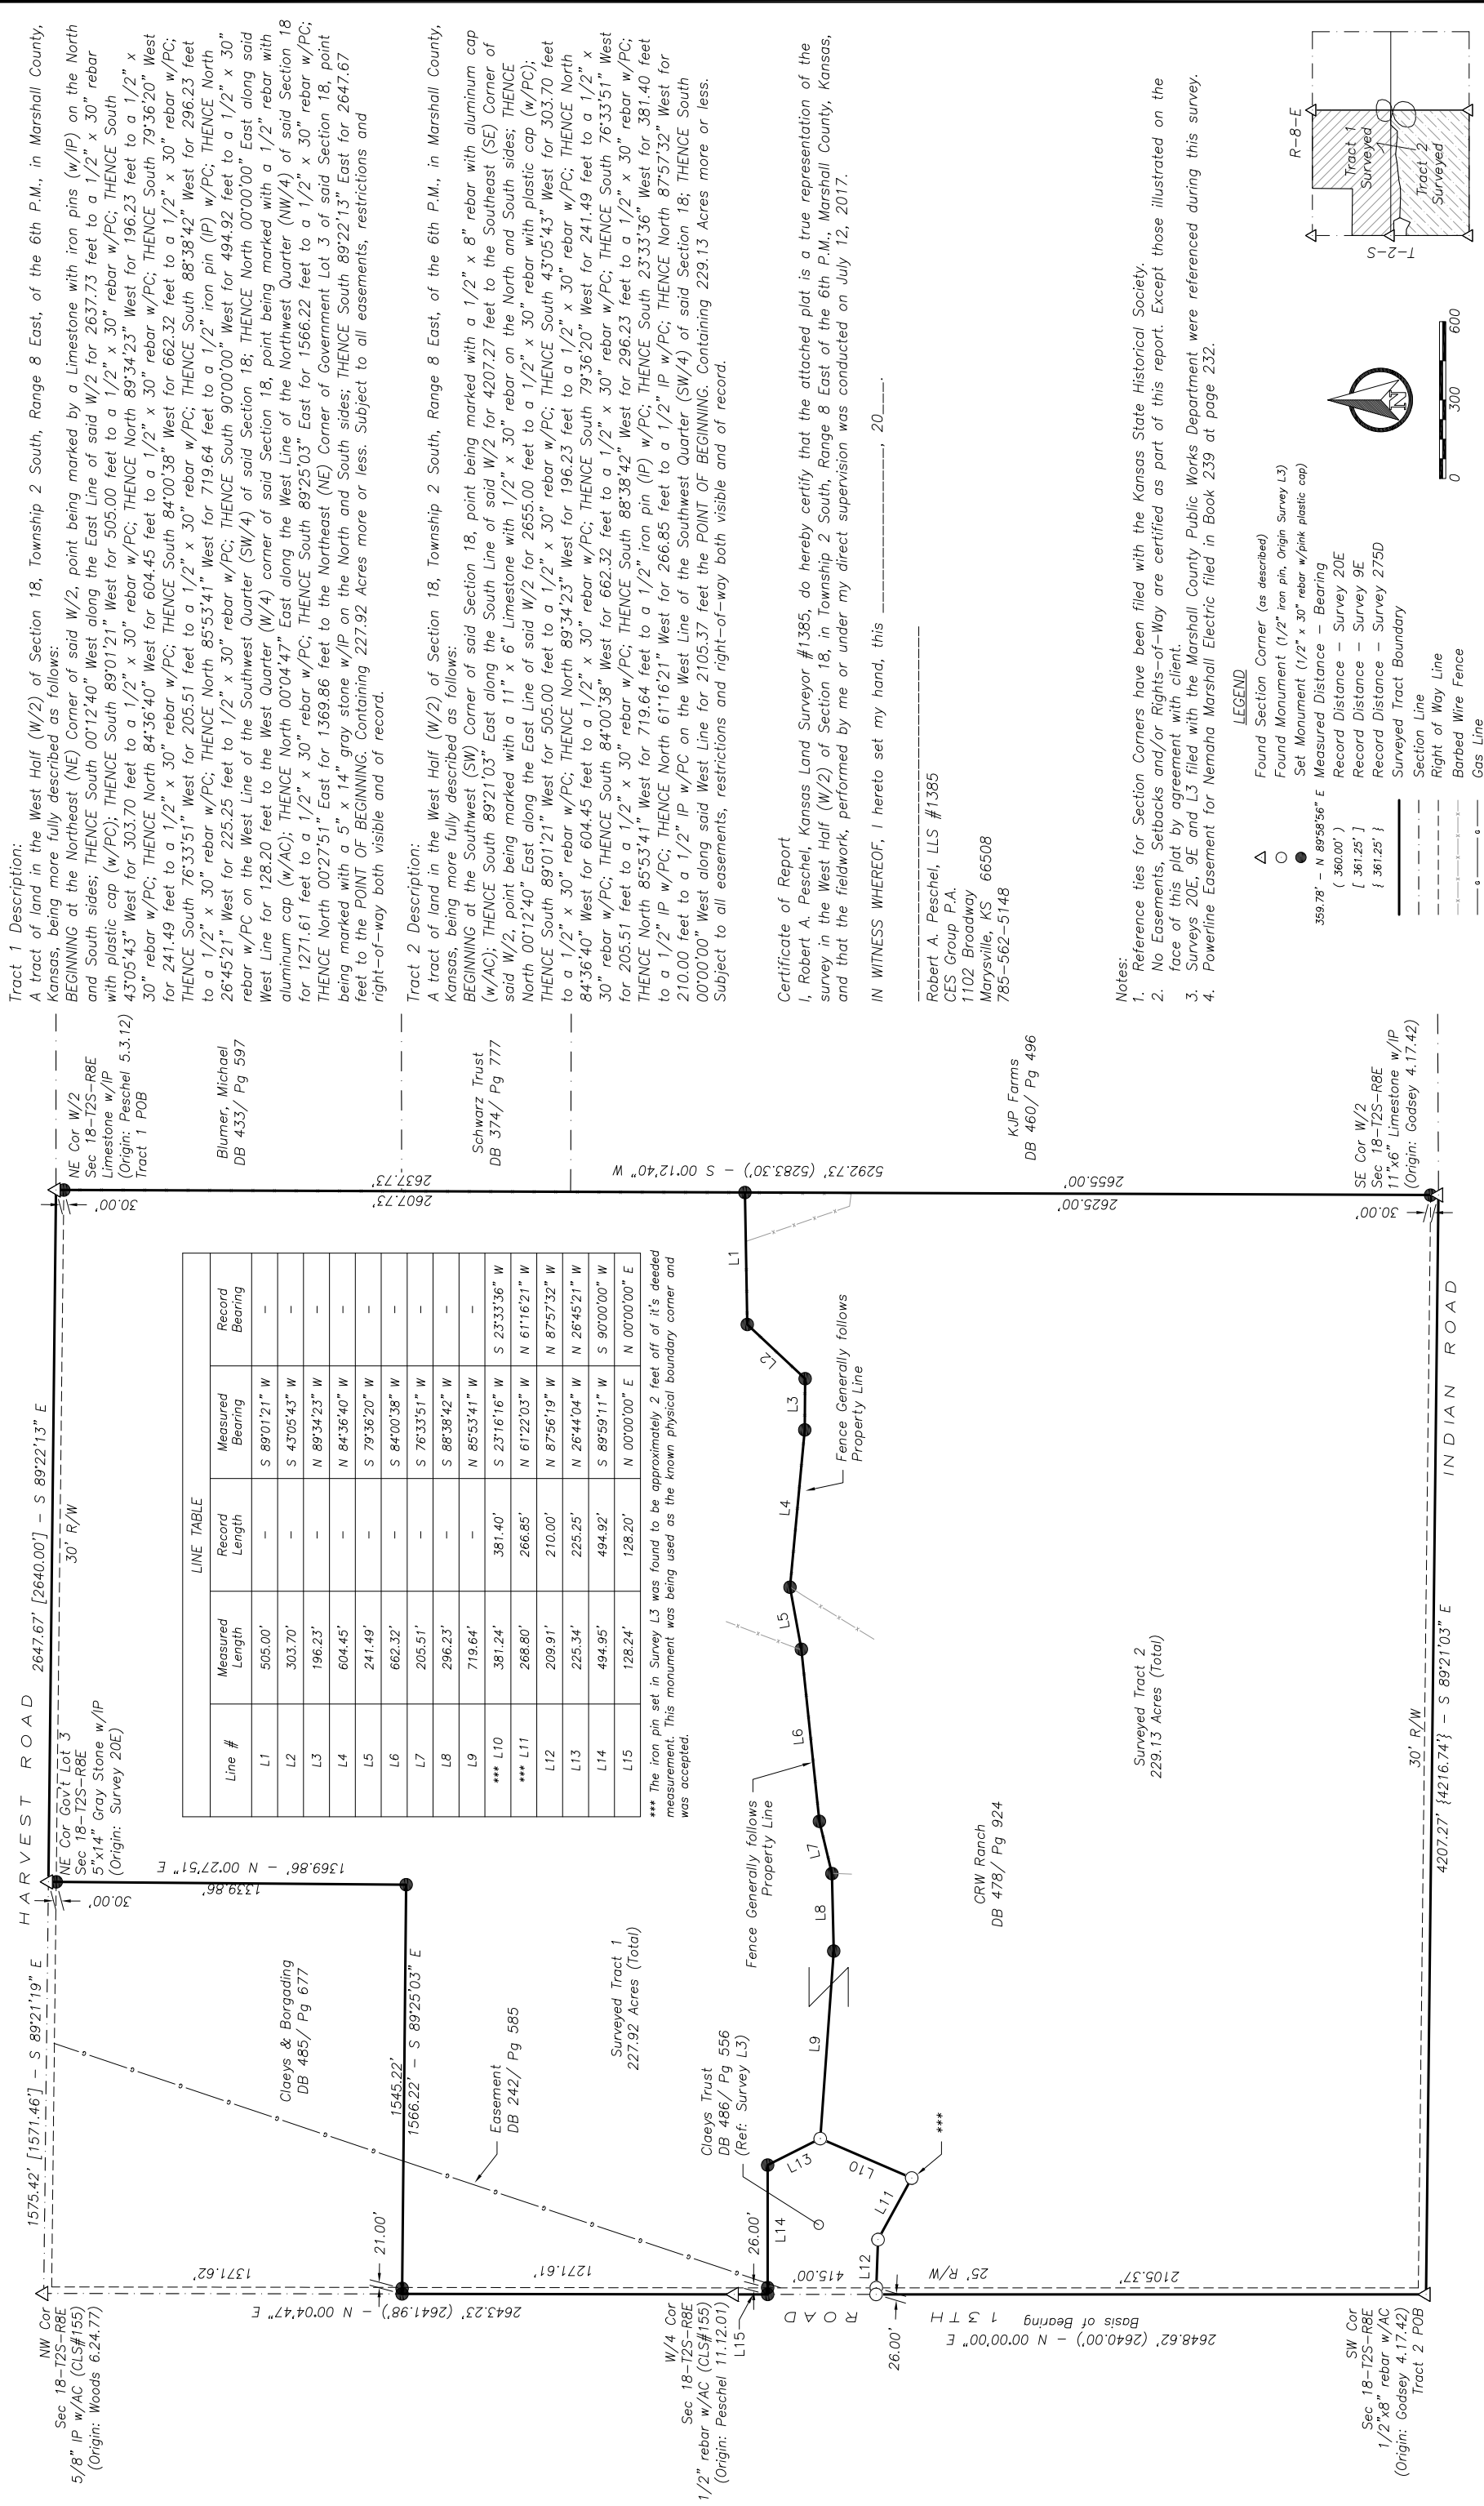 Tract 1 Description:
A tract of land in the West Half (W/2) of Section 18, Township 2 South, Range 8 East, of the 6th P.M., in Marshall County,
Kansas, being more fully described as follows:
BEGINNING at the Northeast (NE) Corner of said W/2, point being marked by a Limestone with iron pins (w/IP) on the North
and South sides; THENCE South 00°12'40" West along the East Line of said W/2 for 2637.73 feet to a 1/2" x 30" rebar
with plastic cap (w/PC); THENCE South 89°01'21" West for 505.00 feet to a 1/2" x 30" rebar w/PC; THENCE South
43°05'43" West for 303.70 feet to a 1/2" x 30" rebar w/PC; THENCE North 89°34'23" West for 196.23 feet to a 1/2" x
30" rebar w/PC; THENCE North 84°36'40" West for 604.45 feet to a 1/2" x 30" rebar w/PC; THENCE South 79°36'20" West
for 241.49 feet to a 1/2" x 30" rebar w/PC; THENCE South 84°00'38" West for 662.32 feet to a 1/2" x 30" rebar w/PC;
THENCE South 76°33'51" West for 205.51 feet to a 1/2" x 30" rebar w/PC; THENCE South 88°38'42" West for 296.23 feet
to a 1/2" x 30" rebar w/PC; THENCE North 85°53'41" West for 719.64 feet to a 1/2" iron pin (IP) w/PC; THENCE North
26°45'21" West for 225.25 feet to 1/2" x 30" rebar w/PC; THENCE South 90°00'00" West for 494.92 feet to a 1/2" x 30"
rebar w/PC on the West Line of the Southwest Quarter (SW/4) of said Section 18; THENCE North 00°00'00" East along said
West Line for 128.20 feet to the West Quarter (W/4) corner of said Section 18, point being marked with a 1/2" rebar with
aluminum cap (w/AC); THENCE North 00°04'47" East along the West Line of the Northwest Quarter (NW/4) of said Section 18
for 1271.61 feet to a 1/2" x 30" rebar w/PC; THENCE South 89°25'03" East for 1566.22 feet to a 1/2" x 30" rebar w/PC;
THENCE North 00°27'51" East for 1369.86 feet to the Northeast (NE) Corner of Government Lot 3 of said Section 18, point
being marked with a 5" x 14" gray stone w/IP on the North and South sides; THENCE South 89°22'13" East for 2647.67
feet to the POINT OF BEGINNING. Containing 227.92 Acres more or less. Subject to all easements, restrictions and
right-of-way both visible and of record.
Tract 2 Description:
A tract of land in the West Half (W/2) of Section 18, Township 2 South, Range 8 East, of the 6th P.M., in Marshall County,
Kansas, being more fully described as follows:
BEGINNING at the Southwest (SW) Corner of said Section 18, point being marked with a 1/2" x 8" rebar with aluminum cap
(w/AC); THENCE South 89°21'03" East along the South Line of said W/2 for 4207.27 feet to the Southeast (SE) Corner of
said W/2, point being marked with a 11" x 6" Limestone with 1/2" x 30" rebar on the North and South sides; THENCE
North 00°12'40" East along the East Line of said W/2 for 2655.00 feet to a 1/2" x 30" rebar with plastic cap (w/PC);
THENCE South 89°01'21" West for 505.00 feet to a 1/2" x 30" rebar w/PC; THENCE South 43°05'43" West for 303.70 feet
to a 1/2" x 30" rebar w/PC; THENCE North 89°34'23" West for 196.23 feet to a 1/2" x 30" rebar w/PC; THENCE North
84°36'40" West for 604.45 feet to a 1/2" x 30" rebar w/PC; THENCE South 79°36'20" West for 241.49 feet to a 1/2" x
30" rebar w/PC; THENCE South 84°00'38" West for 662.32 feet to a 1/2" x 30" rebar w/PC; THENCE South 76°33'51" West
for 205.51 feet to a 1/2" x 30" rebar w/PC; THENCE South 88°38'42" West for 296.23 feet to a 1/2" x 30" rebar w/PC;
THENCE North 85°53'41" West for 719.64 feet to a 1/2" iron pin (IP) w/PC; THENCE South 23°33'36" West for 381.40 feet
to a 1/2" IP w/PC; THENCE North 61°16'21" West for 266.85 feet to a 1/2" IP w/PC; THENCE North 87°57'32" West for
210.00 feet to a 1/2" IP w/PC on the West Line of the Southwest Quarter (SW/4) of said Section 18; THENCE South
00°00'00" West along said West Line for 2105.37 feet the POINT OF BEGINNING. Containing 229.13 Acres more or less.
Subject to all easements, restrictions and right-of-way both visible and of record.
Certificate of Report
I, Robert A. Peschel, Kansas Land Surveyor #1385, do hereby certify that the attached plat is a true representation of the
survey in the West Half (W/2) of Section 18, in Township 2 South, Range 8 East of the 6th P.M., Marshall County, Kansas,
and that the fieldwork, performed by me or under my direct supervision was conducted on July 12, 2017.
IN WITNESS WHEREOF, I hereto set my hand, this ____________, 20___.
Robert A. Peschel, LLS #1385
CES Group P.A.
1102 Broadway
Marysville, KS 66508
785-562-5148
Notes:
1. Reference ties for Section Corners have been filed with the Kansas State Historical Society.
2. No Easements, Setbacks and/or Rights-of-Way are certified as part of this report. Except those illustrated on the
face of this plat by agreement with client.
3. Surveys 20E, 9E and L3 filed with the Marshall County Public Works Department were referenced during this survey.
4. Powerline Easement for Nemaha Marshall Electric filed in Book 239 at page 232.
LEGEND
Found Section Corner (as described)
Found Monument (1/2" iron pin, Origin Survey L3)
Set Monument (1/2" x 30" rebar w/pink plastic cap)
359.78' - N 89°58'56" E Measured Distance - Bearing
( 360.00' ) Record Distance - Survey 20E
[ 361.25' ] Record Distance - Survey 9E
{ 361.25' } Record Distance - Survey 275D
Surveyed Tract Boundary
Section Line
Right of Way Line
Barbed Wire Fence
G Gas Line
N
0 300 600
R-8-E
T-2-S
Tract 1
Surveyed
Tract 2
Surveyed
NW Cor
Sec 18-T2S-R8E
5/8" IP w/AC (CLS#155)
(Origin: Woods 6.24.77)
1575.42' [1571.46'] - S 89°21'19" E
HARVEST ROAD
2647.67' [2640.00'] - S 89°22'13" E
30' R/W
NE Cor Gov't Lot 3
Sec 18-T2S-R8E
5"x14" Gray Stone w/IP
(Origin: Survey 20E)
30.00'
NE Cor W/2
Sec 18-T2S-R8E
Limestone w/IP
(Origin: Peschel 5.3.12)
Tract 1 POB
30.00'
Blumer, Michael
DB 433/ Pg 597
Schwarz Trust
DB 374/ Pg 777
KJP Farms
DB 460/ Pg 496
2637.73'
2607.73'
5292.73' (5283.30') - S 00°12'40" W
2655.00'
2625.00'
1369.86' - N 00°27'51" E
1339.86'
Claeys & Borgading
DB 485/ Pg 677
1545.22'
1566.22' - S 89°25'03" E
1371.62'
21.00'
2643.23' (2641.98') - N 00°04'47" E
1271.61'
Easement
DB 242/ Pg 585
Surveyed Tract 1
227.92 Acres (Total)
LINE TABLE
Line # Measured Length Record Length Measured Bearing Record Bearing
L1 505.00' - S 89°01'21" W -
L2 303.70' - S 43°05'43" W -
L3 196.23' - N 89°34'23" W -
L4 604.45' - N 84°36'40" W -
L5 241.49' - S 79°36'20" W -
L6 662.32' - S 84°00'38" W -
L7 205.51' - S 76°33'51" W -
L8 296.23' - S 88°38'42" W -
L9 719.64' - N 85°53'41" W -
*** L10 381.24' 381.40' S 23°16'16" W S 23°33'36" W
*** L11 268.80' 266.85' N 61°22'03" W N 61°16'21" W
L12 209.91' 210.00' N 87°56'19" W N 87°57'32" W
L13 225.34' 225.25' N 26°44'04" W N 26°45'21" W
L14 494.95' 494.92' S 89°59'11" W S 90°00'00" W
L15 128.24' 128.20' N 00°00'00" E N 00°00'00" E
*** The iron pin set in Survey L3 was found to be approximately 2 feet off of it's deeded
measurement. This monument was being used as the known physical boundary corner and
was accepted.
W/4 Cor
Sec 18-T2S-R8E
1/2" rebar w/AC (CLS#155)
(Origin: Peschel 11.12.01)
L15
26.00'
L14
L13
Claeys Trust
DB 486/ Pg 556
(Ref: Survey L3)
415.00'
L12
L11
L10
***
L9
L8
L7
L6
L5
L4
L3
L2
L1
Fence Generally follows
Property Line
Fence Generally follows
Property Line
26.00'
25' R/W
13TH ROAD
2105.37'
Basis of Bearing
2648.62' (2640.00') - N 00°00'00" E
CRW Ranch
DB 478/ Pg 924
Surveyed Tract 2
229.13 Acres (Total)
SW Cor
Sec 18-T2S-R8E
1/2"x8" rebar w/AC
(Origin: Godsey 4.17.42)
Tract 2 POB
30' R/W
4207.27' {4216.74'} - S 89°21'03" E
INDIAN ROAD
30.00'
SE Cor W/2
Sec 18-T2S-R8E
11"x6" Limestone w/IP
(Origin: Godsey 4.17.42)